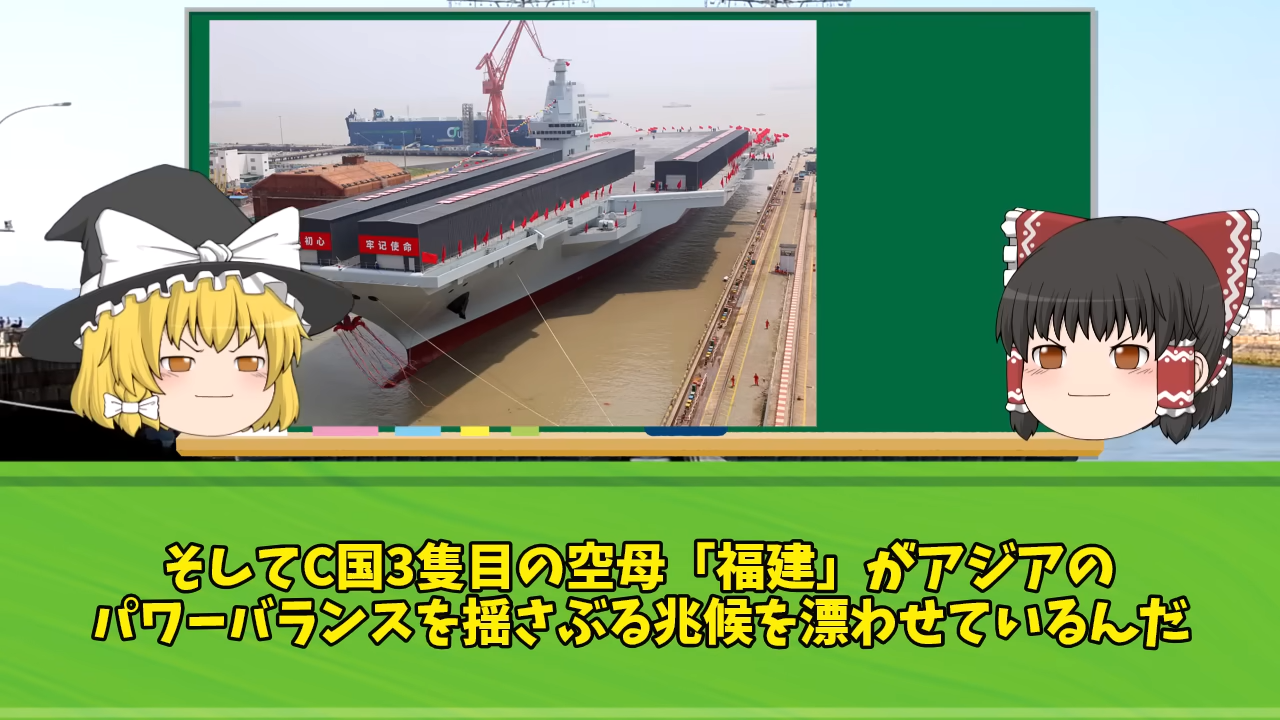 初心
牢记使命
そしてC国3隻目の空母「福建」がアジアの
パワーバランスを揺さぶる兆候を漂わせているんだ